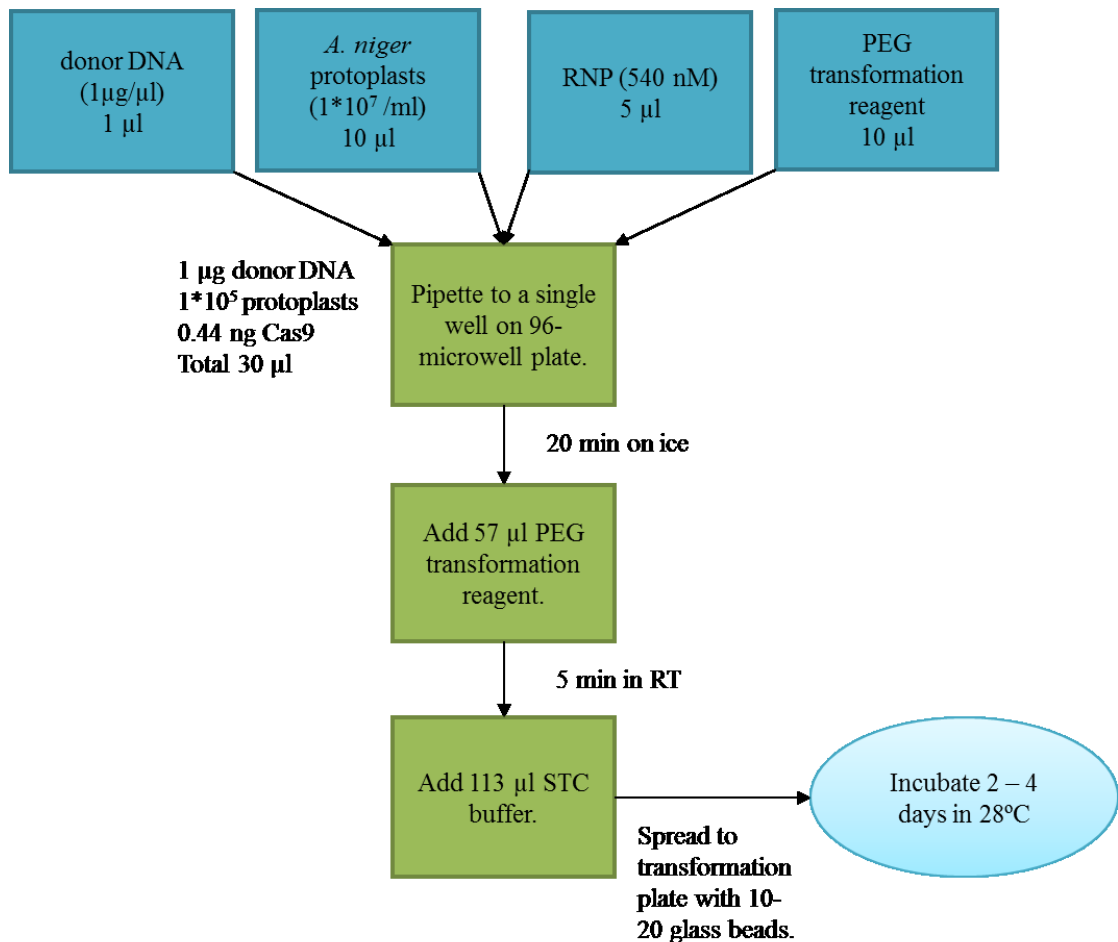 donor DNA
(1µg/µl)
1 µl
A. niger
protoplasts
(1*10⁷ /ml)
10 µl
RNP (540 nM)
5 µl
PEG
transformation
reagent
10 µl
1 µg donor DNA
1*10⁵ protoplasts
0.44 ng Cas9
Total 30 µl
Pipette to a single
well on 96-
microwell plate.
20 min on ice
Add 57 µl PEG
transformation
reagent.
5 min in RT
Add 113 µl STC
buffer.
Spread to
transformation
plate with 10-
20 glass beads.
Incubate 2 – 4
days in 28ºC